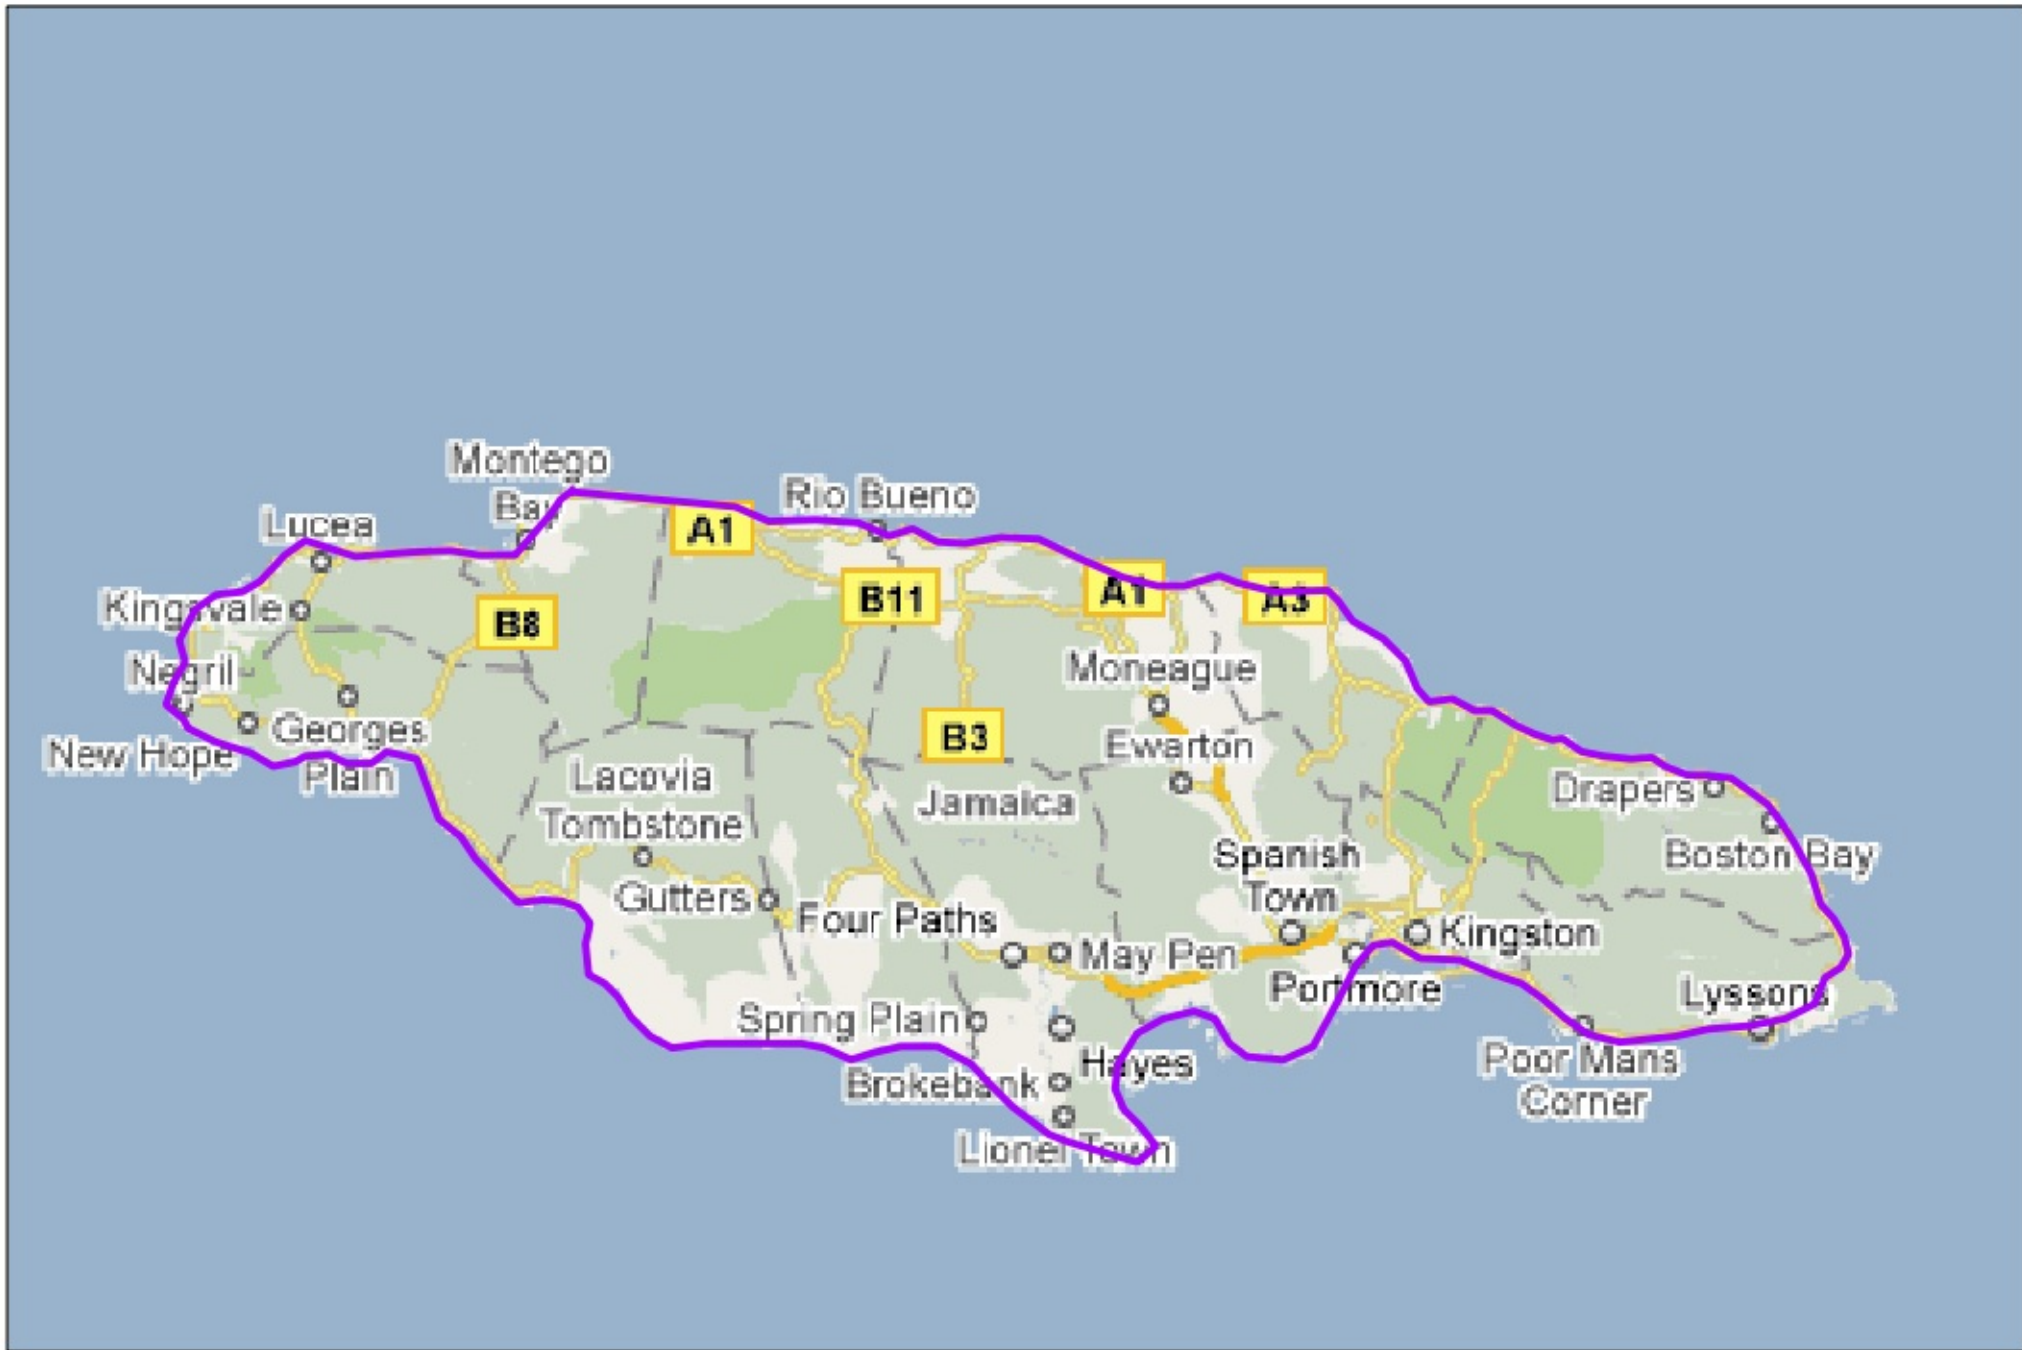 Montego
Bay
Rio Bueno
Lucea
A1
Kingsvale
B11
A1
A3
B8
Negril
Moneague
New Hope
Georges
Plain
B3
Ewarton
Lacovia
Tombstone
Jamaica
Drapers
Boston Bay
Spanish
Town
Gutters
Four Paths
Kingston
May Pen
Portmore
Lyssons
Spring Plain
Hayes
Poor Mans
Corner
Brokebank
Lionel Town